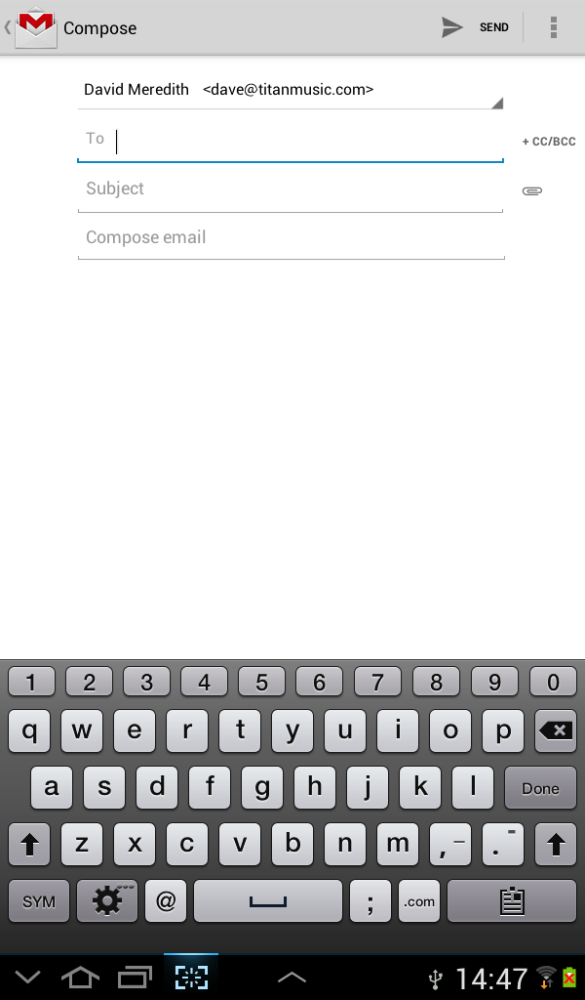 Compose
SEND
David Meredith <dave@titanmusic.com>
To
+ CC/BCC
Subject
Compose email
1 2 3 4 5 6 7 8 9 0
q w e r t y u i o p
a s d f g h j k l Done
z x c v b n m , – . -
SYM @ ; .com
14:47